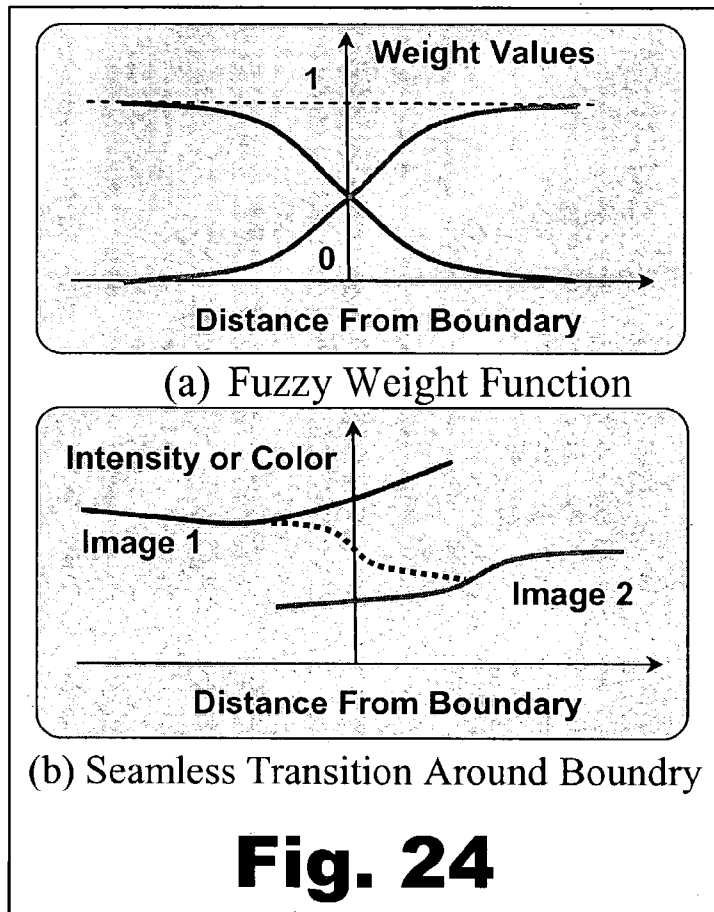 Weight Values
1
0
Distance From Boundary
(a) Fuzzy Weight Function
Intensity or Color
Image 1
Image 2
Distance From Boundary
(b) Seamless Transition Around Boundry
Fig. 24